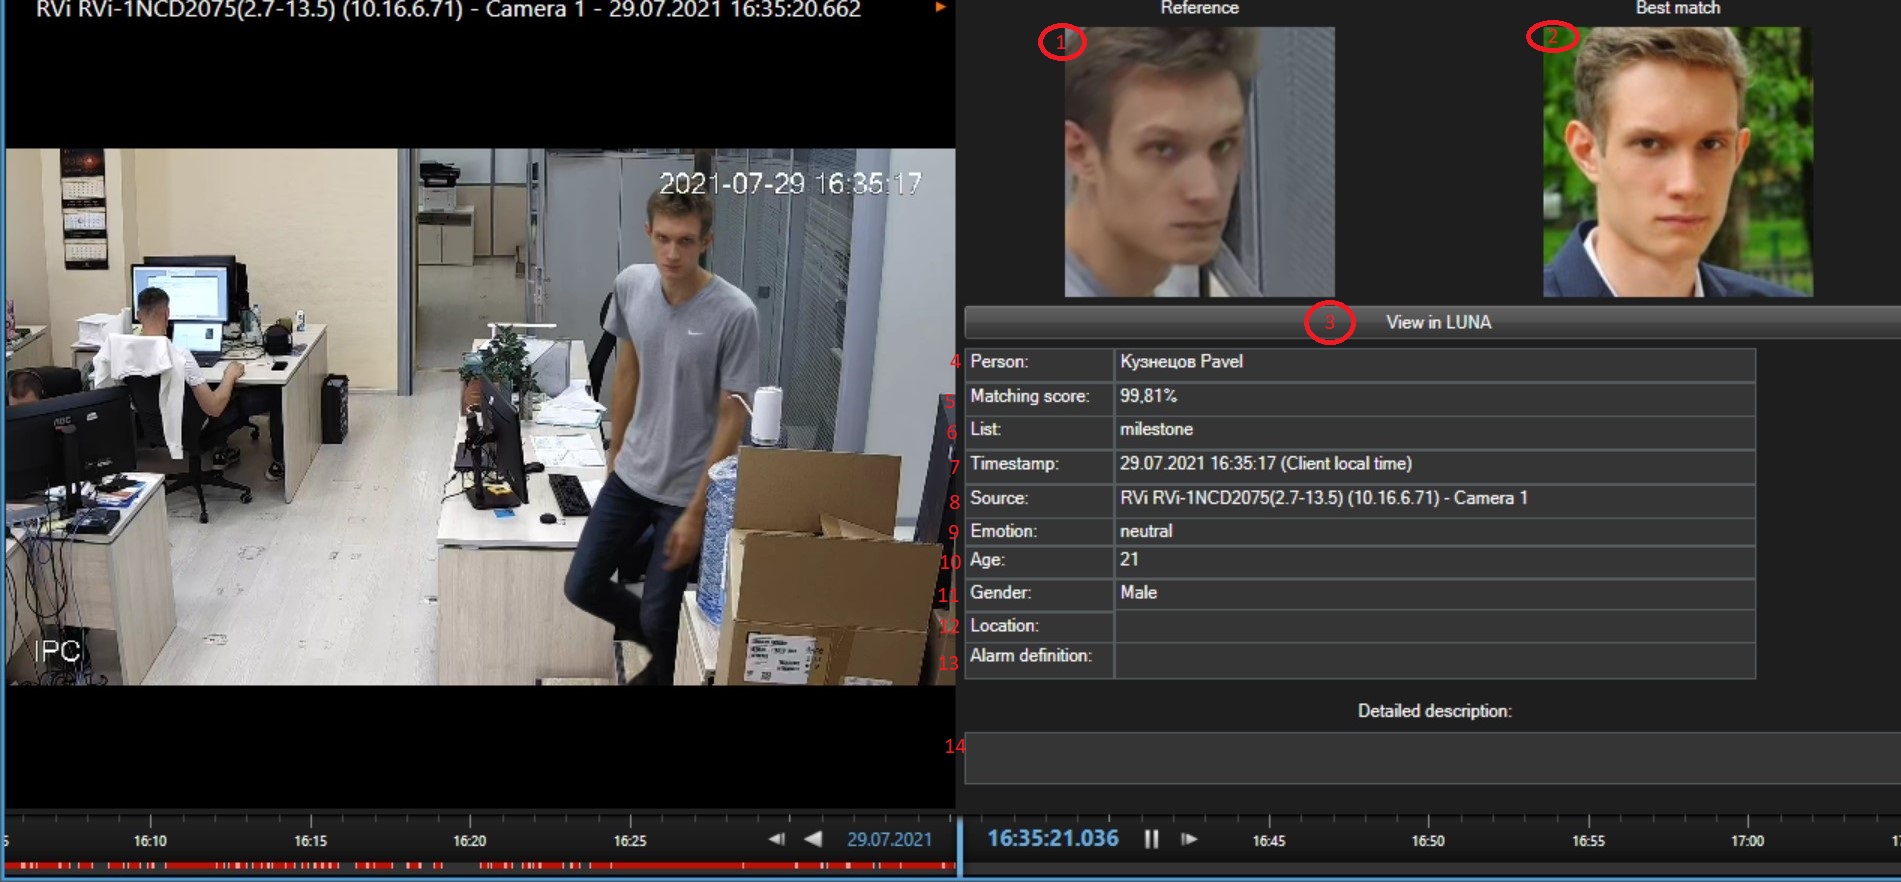 RVi RVi-1NCD2075(2.7-13.5) (10.16.6.71) - Camera 1 - 29.07.2021 16:35:20.662
2021-07-29 16:35:17
IPC
Reference
Best match
1
2
3
View in LUNA
4
Person:
Кузнецов Pavel
5
Matching score:
99,81%
6
List:
milestone
7
Timestamp:
29.07.2021 16:35:17 (Client local time)
8
Source:
RVi RVi-1NCD2075(2.7-13.5) (10.16.6.71) - Camera 1
9
Emotion:
neutral
10
Age:
21
11
Gender:
Male
12
Location:
13
Alarm definition:
Detailed description:
14
16:10
16:15
16:20
16:25
29.07.2021
16:35:21.036
16:45
16:50
16:55
17:00